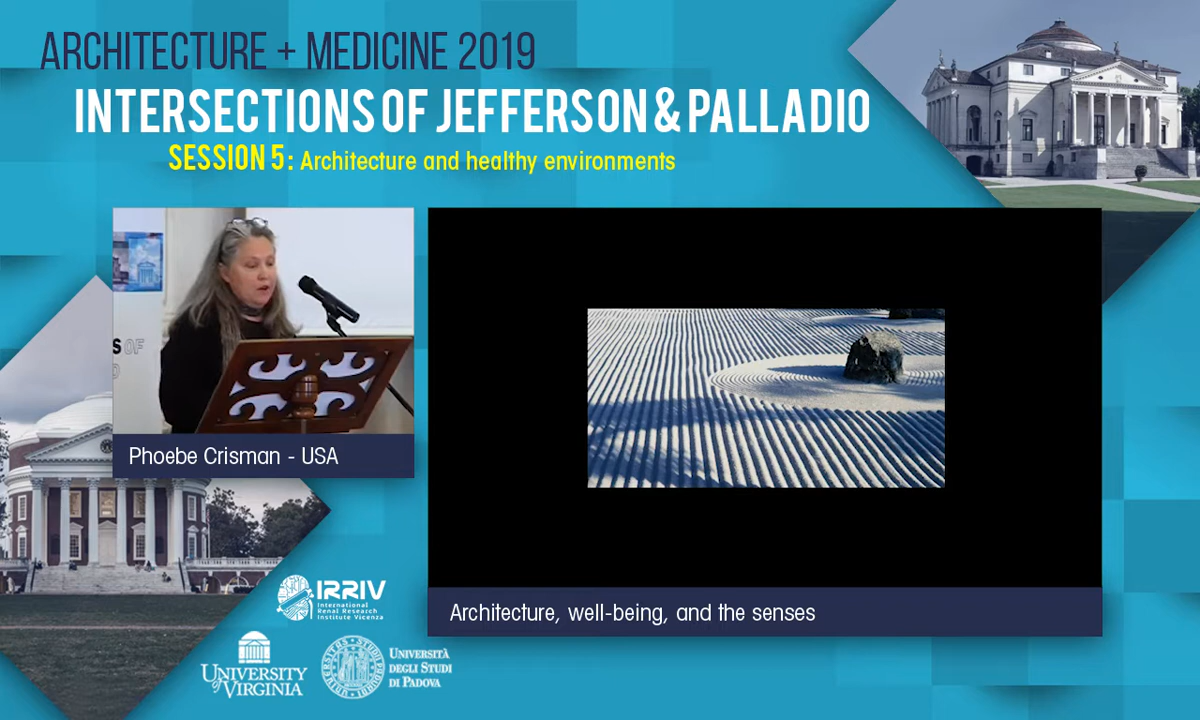 ARCHITECTURE + MEDICINE 2019
INTERSECTIONS OF JEFFERSON & PALLADIO
SESSION 5: Architecture and healthy environments
S OF
Phoebe Crisman - USA
Architecture, well-being, and the senses
IRRIV
International
Renal Research
Institute Vicenza
UNIVERSITY
of VIRGINIA
UNIVERSITÀ
DEGLI STUDI
DI PADOVA